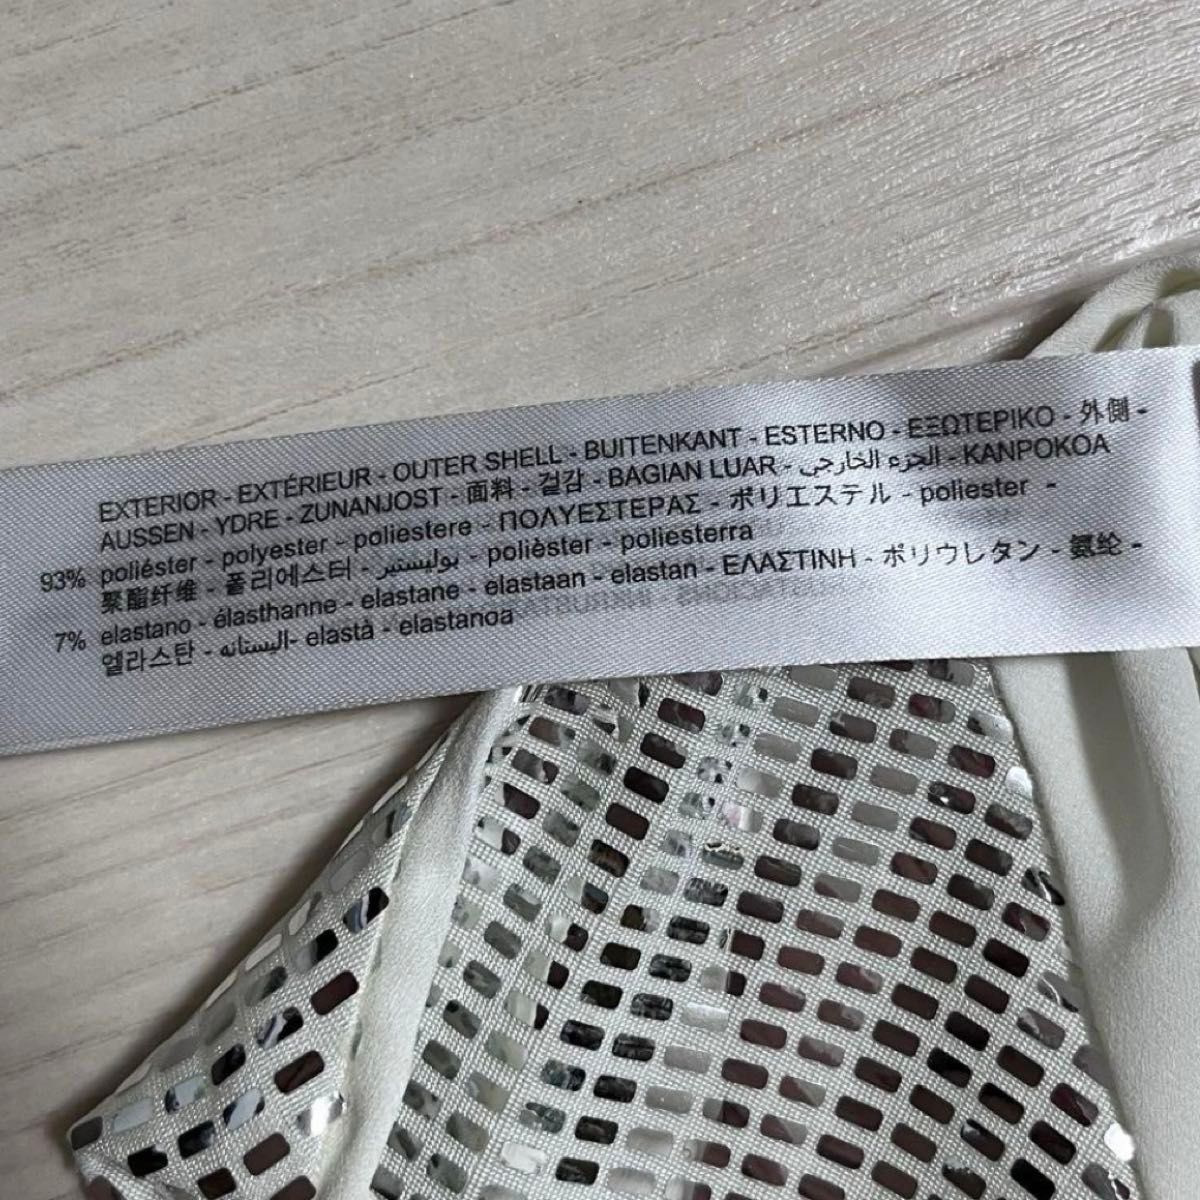 EXTERIOR - EXTÉRIEUR - OUTER SHELL - BUITENKANT - ESTERNO - ΕΞΩΤΕΡΙΚΟ - 外側 -
AUSSEN - YDRE - ZUNANJOST - 面料 - 겉감 - BAGIAN LUAR - الجزء الخارجي - KANPOKOA
93% poliéster - polyester - poliestere - ΠΟΛΥΕΣΤΕΡΑΣ - ポリエステル - poliester -
聚酯纤维 - 폴리에스터 - بوليستير - polièster - poliesterra
7% elastano - élasthanne - elastane - elastaan - elastan - ΕΛΑΣΤΙΝΗ - ポリウレタン - 氨纶 -
엘라스탄 - اليستانه- elastà - elastanoa